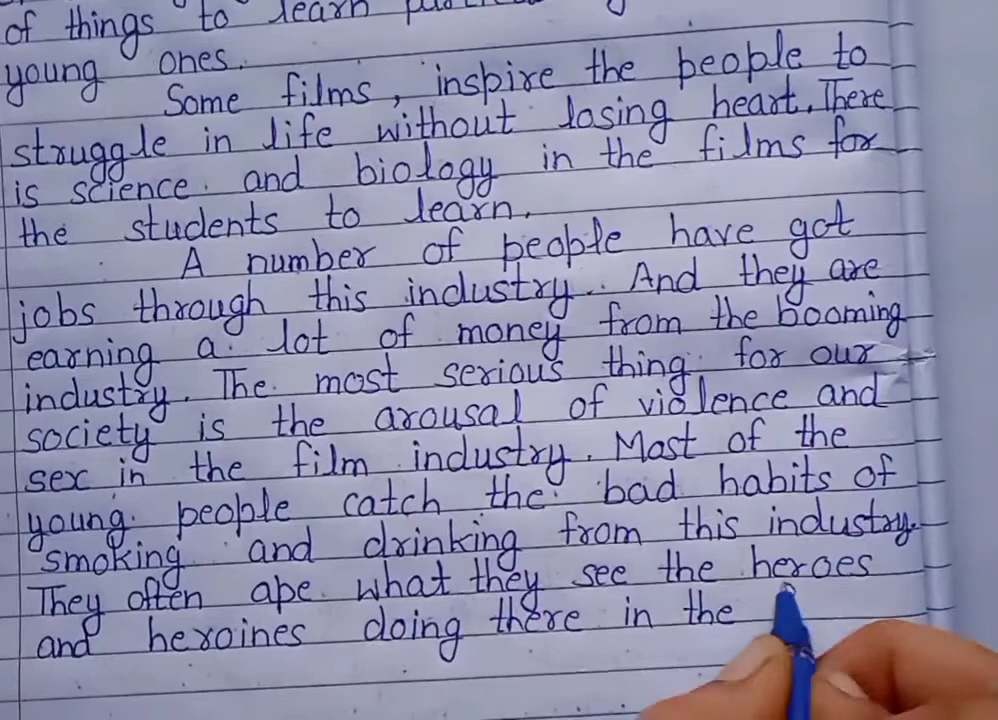 of things to learn
young ones.
Some films, inspire the people to
struggle in life without losing heart. There
is science and biology in the films for
the students to learn.
A number of people have got
jobs through this industry. And they are
earning a lot of money from the booming
industry. The most serious thing for our
society is the arousal of violence and
sex in the film industry. Most of the
young people catch the bad habits of
smoking and drinking from this industry.
They often ape what they see the heroes
and heroines doing there in the